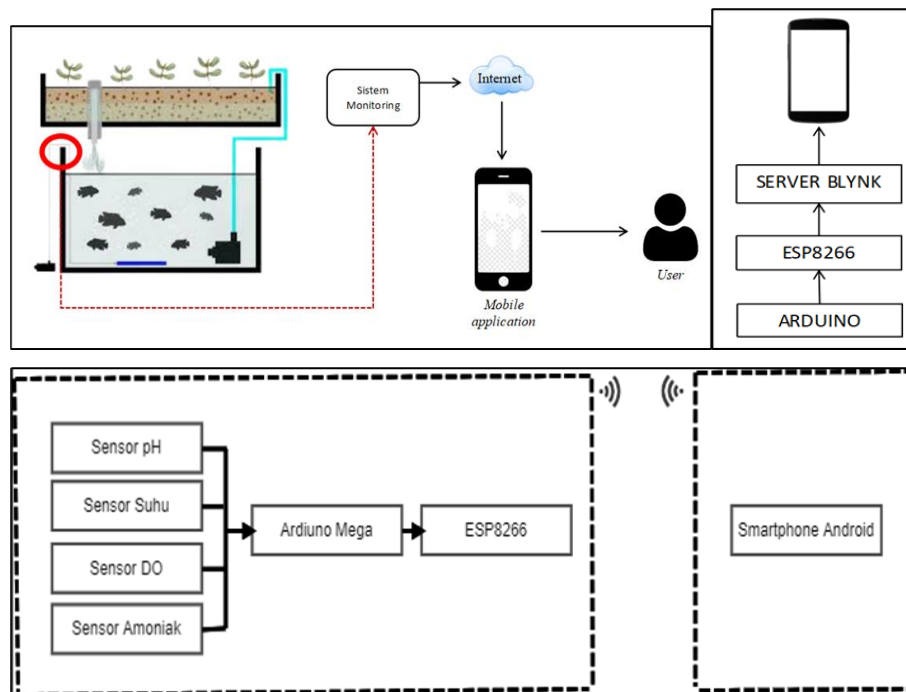 Sistem
Monitoring
Internet
Mobile
application
User
SERVER BLYNK
ESP8266
ARDUINO
Sensor pH
Sensor Suhu
Sensor DO
Sensor Amoniak
Ardiuno Mega
ESP8266
Smartphone Android